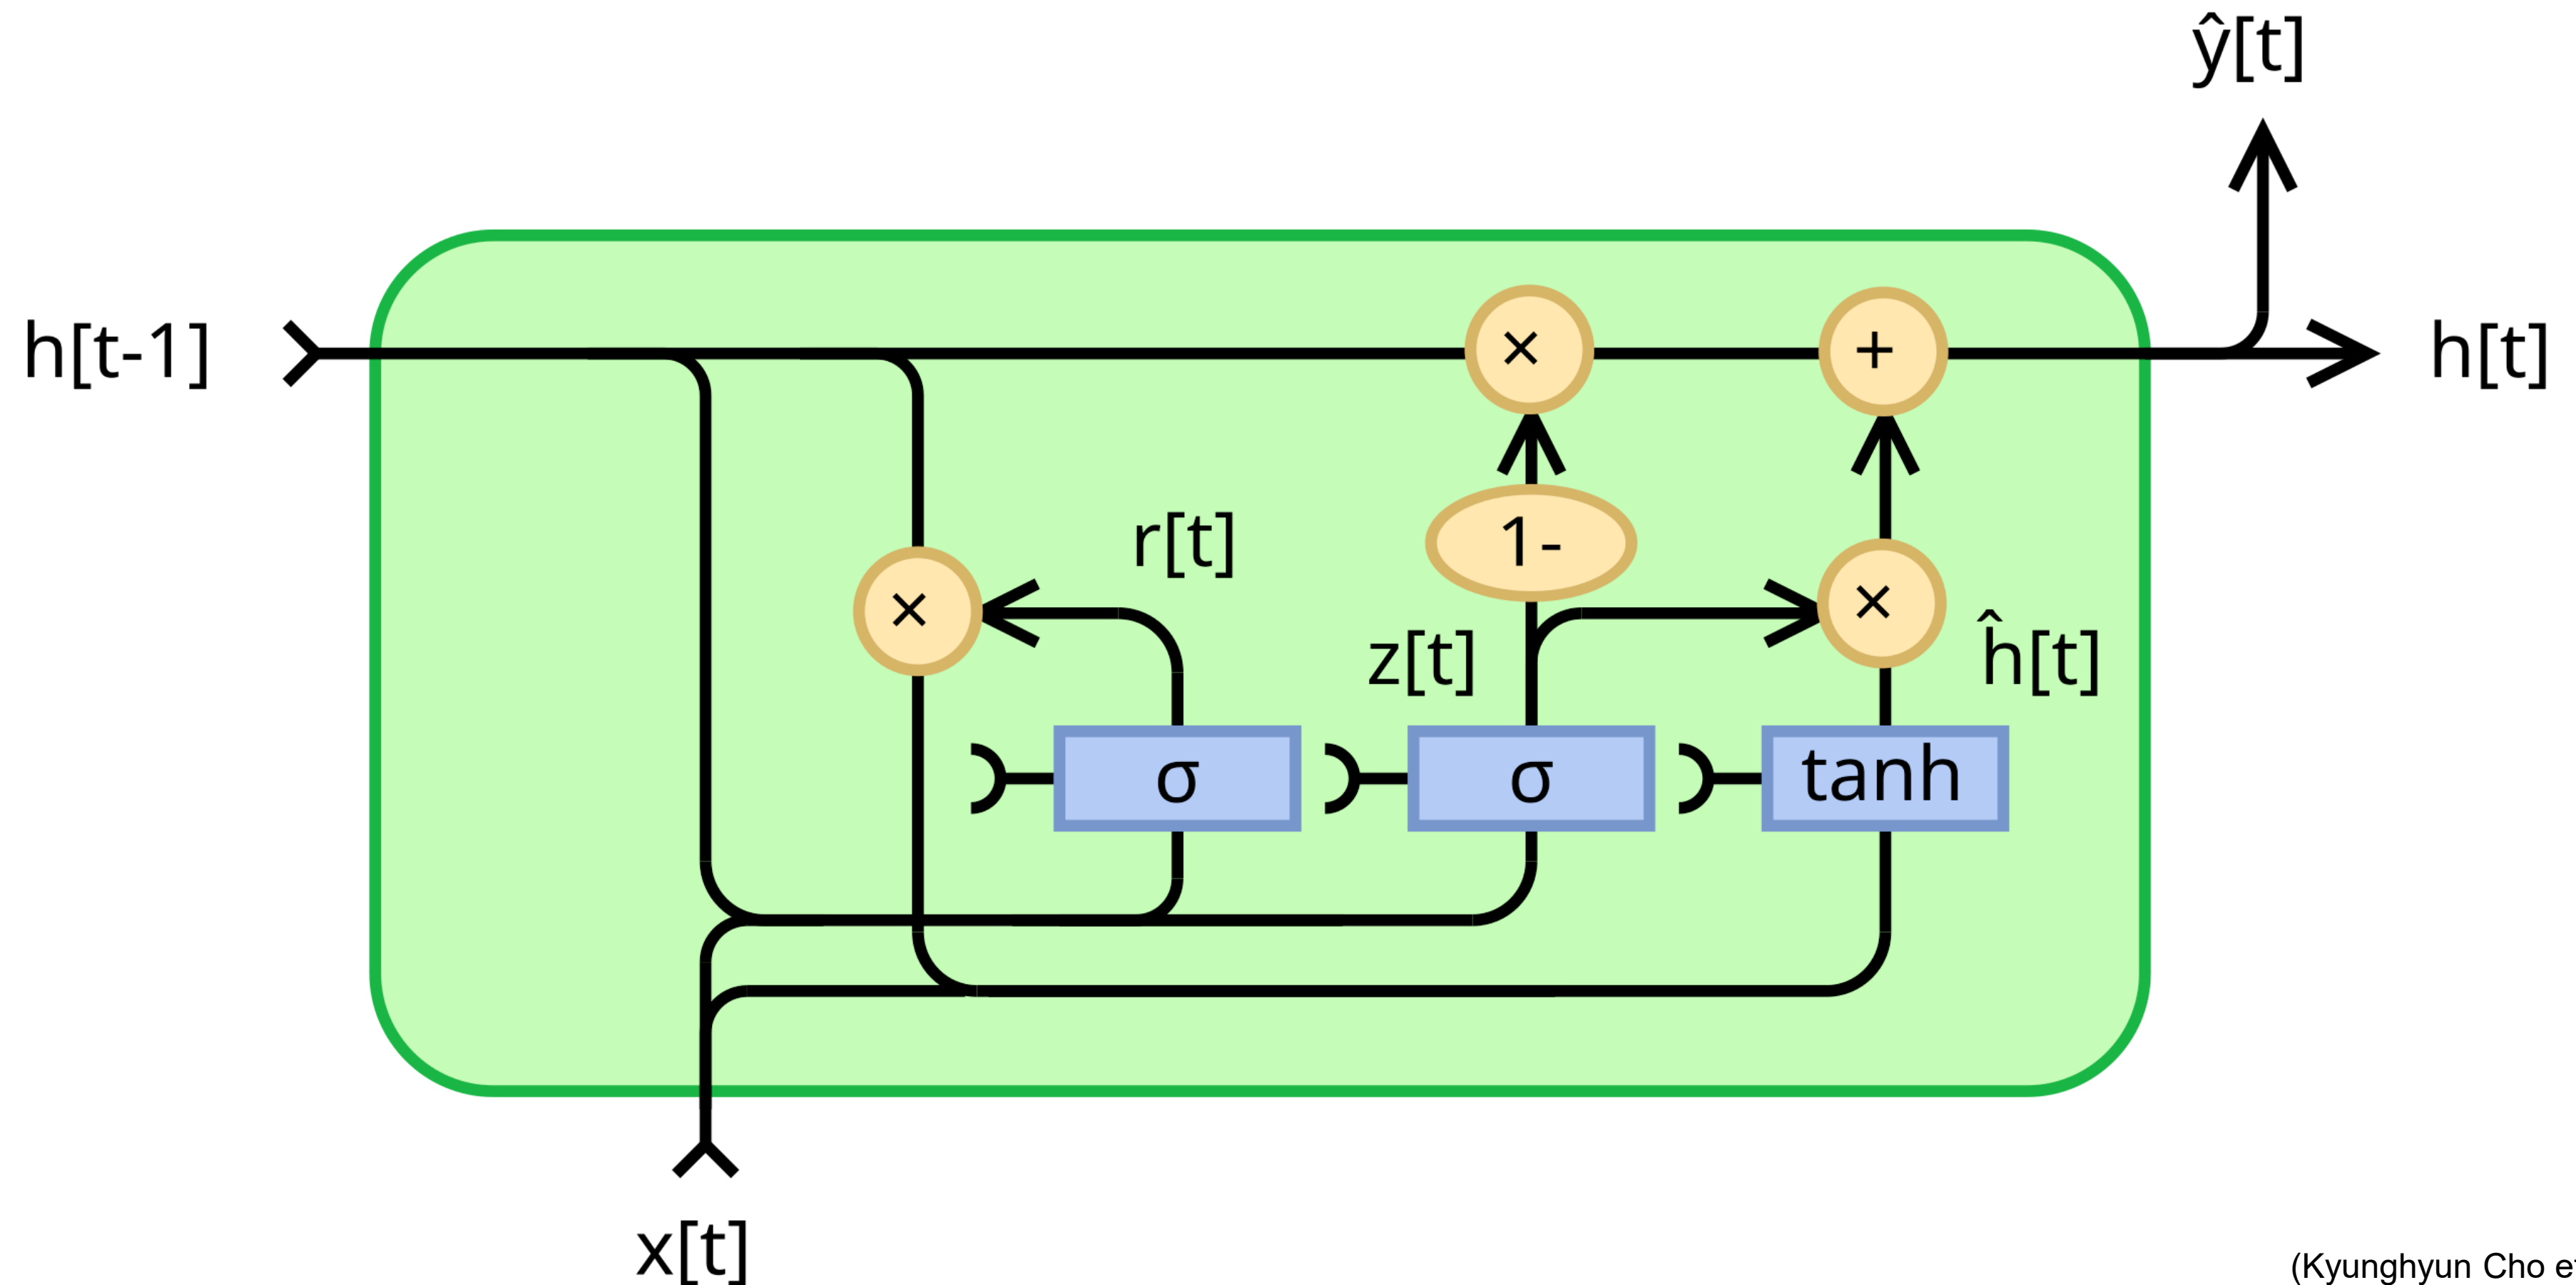 ŷ[t]
h[t-1]
×
+
h[t]
r[t]
1-
×
×
z[t]
ĥ[t]
σ
σ
tanh
x[t]
(Kyunghyun Cho e